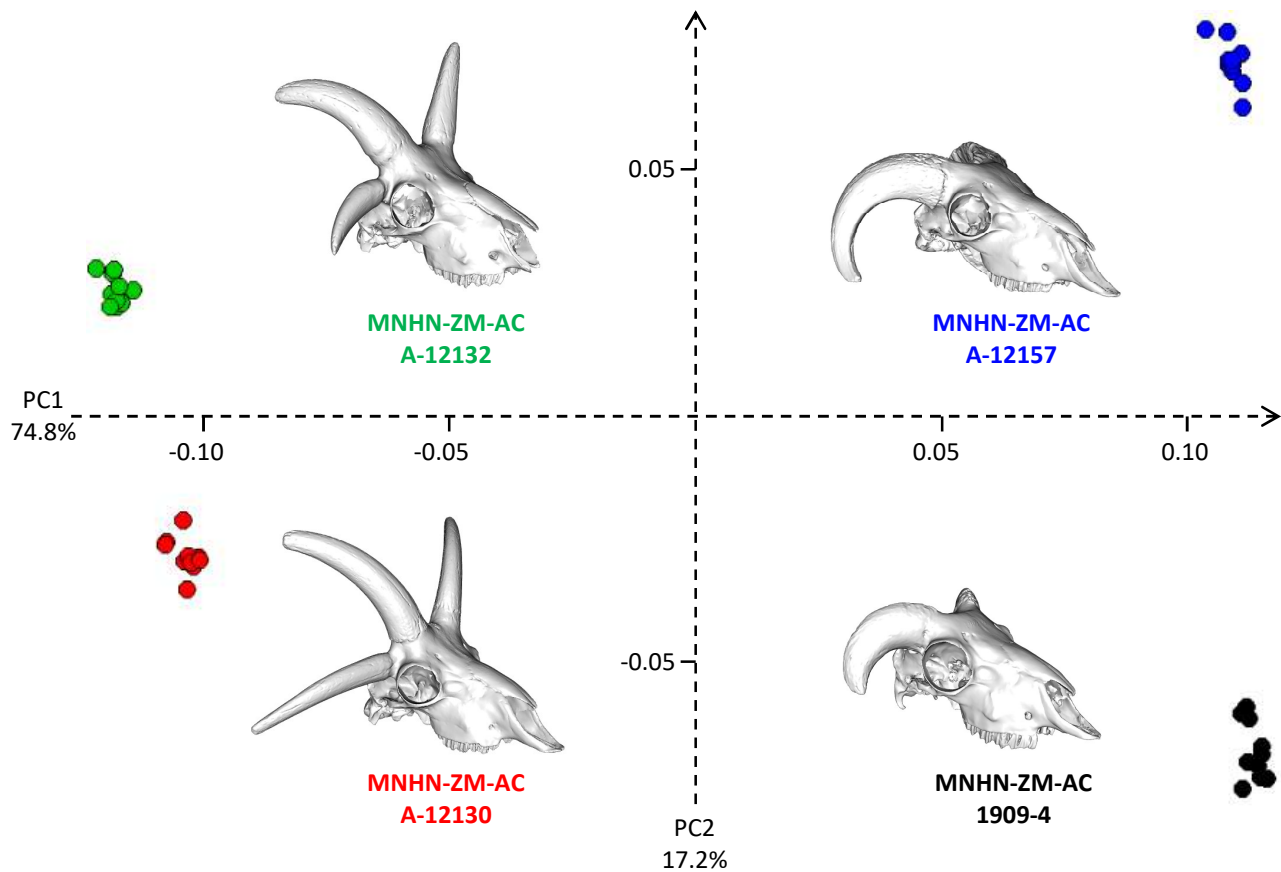 0.05
MNHN-ZM-AC
A-12132
MNHN-ZM-AC
A-12157
PC1
74.8%
-0.10
-0.05
0.05
0.10
-0.05
MNHN-ZM-AC
A-12130
MNHN-ZM-AC
1909-4
PC2
17.2%